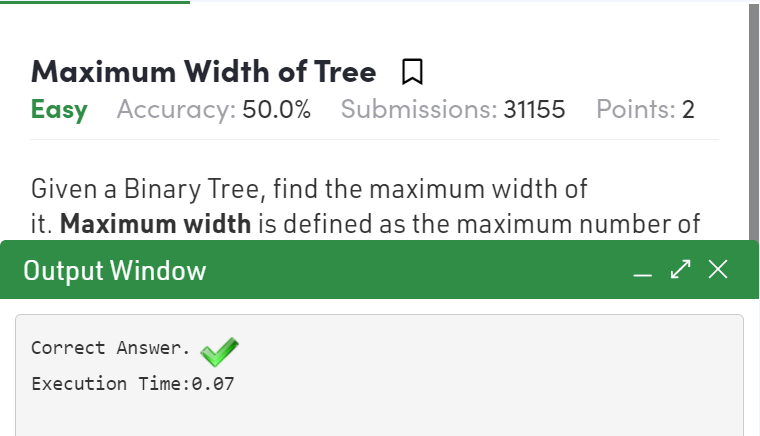 Maximum Width of Tree
Easy Accuracy: 50.0% Submissions: 31155 Points: 2
Given a Binary Tree, find the maximum width of
it. Maximum width is defined as the maximum number of
Output Window
Correct Answer.
Execution Time:0.07